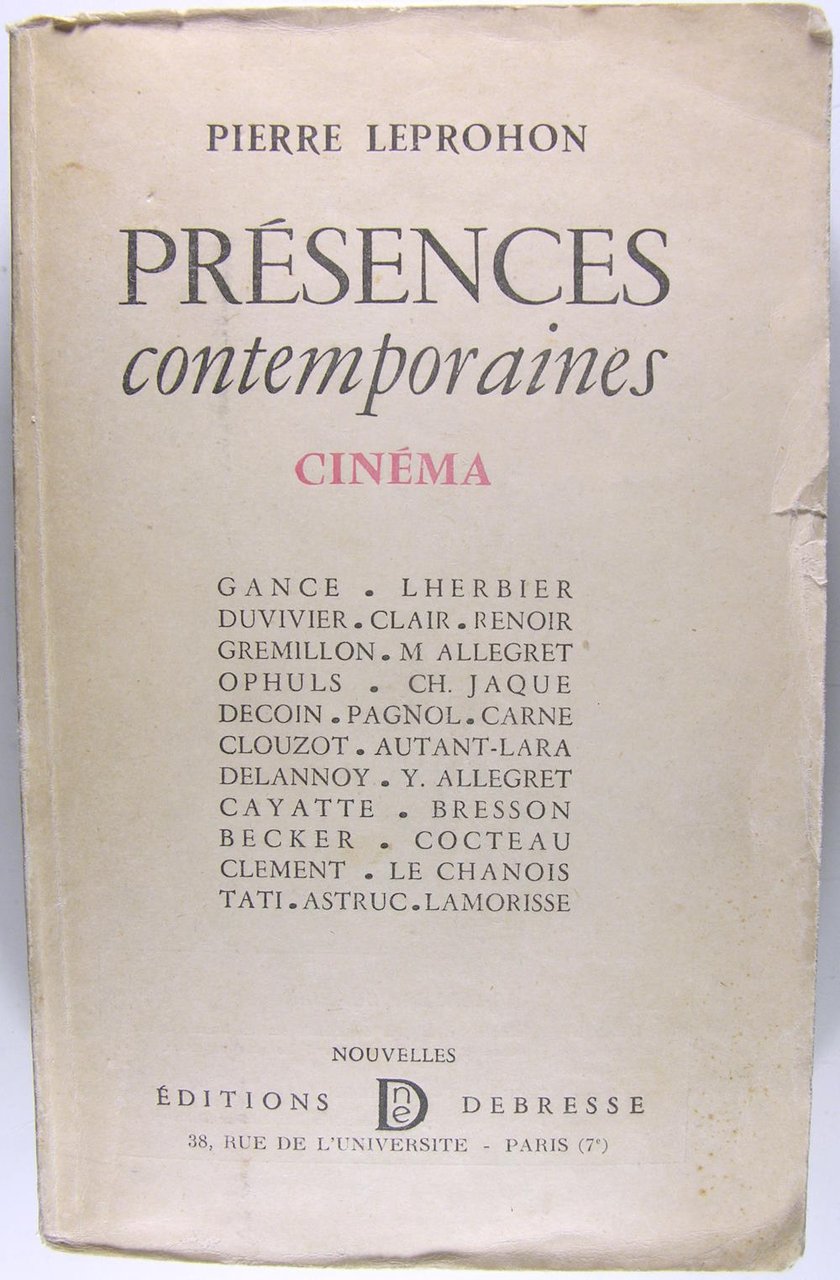 PIERRE LEPROHON
PRÉSENCES
contemporaines
CINÉMA
GANCE . LHERBIER
DUVIVIER . CLAIR . RENOIR
GREMILLON . M ALLEGRET
OPHULS . CH. JAQUE
DECOIN . PAGNOL . CARNE
CLOUZOT . AUTANT-LARA
DELANNOY . Y. ALLEGRET
CAYATTE . BRESSON
BECKER . COCTEAU
CLEMENT . LE CHANOIS
TATI . ASTRUC . LAMORISSE
NOUVELLES
ÉDITIONS Dne DEBRESSE
38, RUE DE L'UNIVERSITE - PARIS (7e)